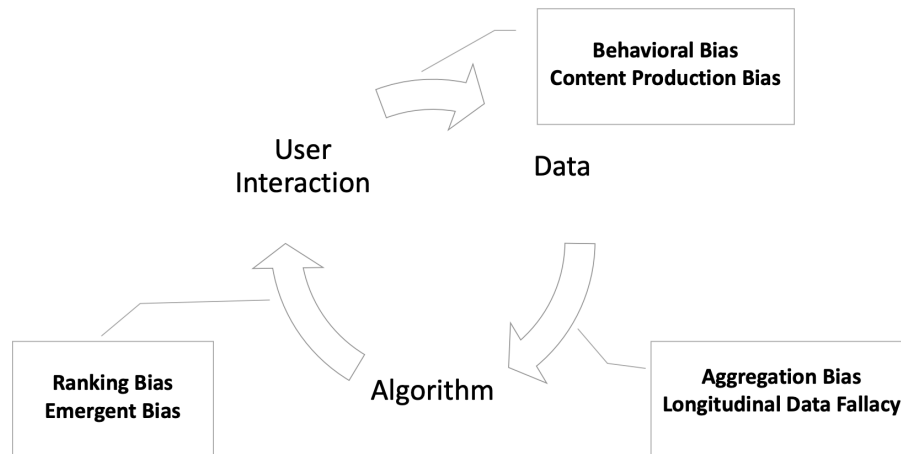 Behavioral Bias
Content Production Bias
User
Interaction
Data
Ranking Bias
Emergent Bias
Algorithm
Aggregation Bias
Longitudinal Data Fallacy